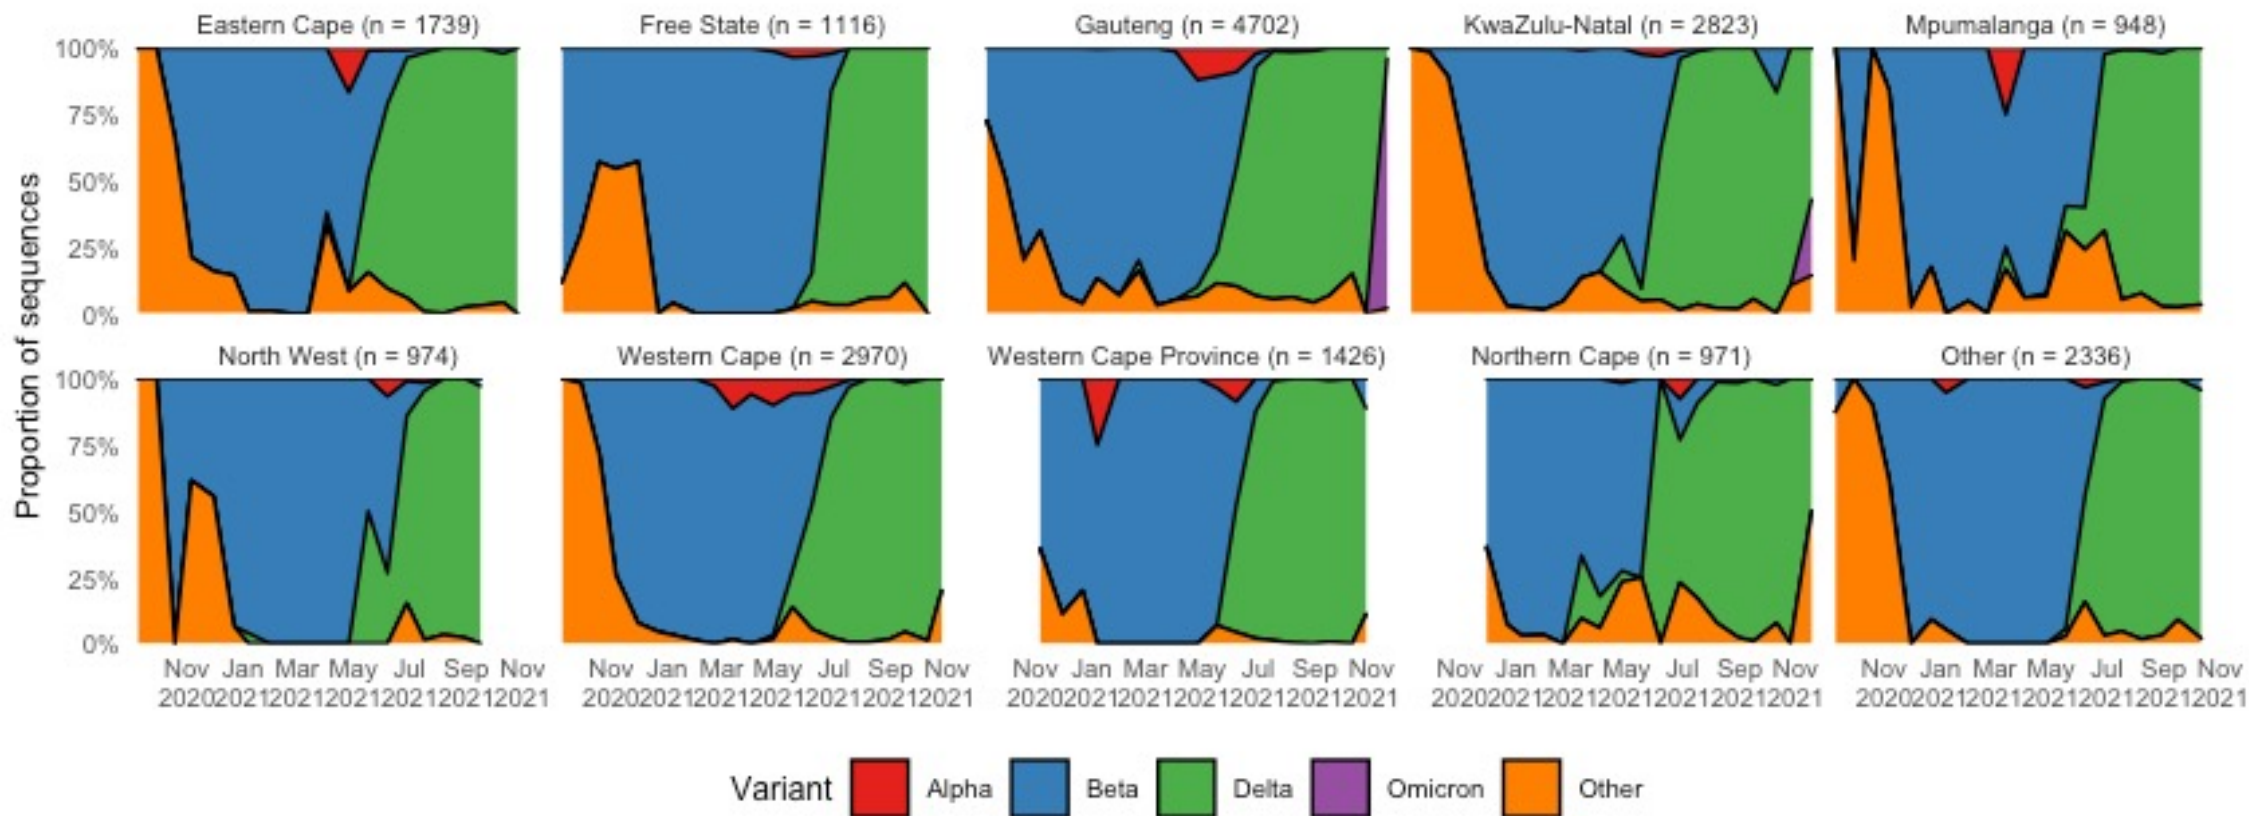 Eastern Cape (n = 1739) Free State (n = 1116) Gauteng (n = 4702) KwaZulu-Natal (n = 2823) Mpumalanga (n = 948)
100%
75%
50%
25%
0%
Proportion of sequences
North West (n = 974) Western Cape (n = 2970) Western Cape Province (n = 1426) Northern Cape (n = 971) Other (n = 2336)
100%
75%
50%
25%
0%
Nov Jan Mar May Jul Sep Nov Nov Jan Mar May Jul Sep Nov Nov Jan Mar May Jul Sep Nov Nov Jan Mar May Jul Sep Nov Nov Jan Mar May Jul Sep Nov
2020 2021 2021 2021 2021 2021 2021 2020 2021 2021 2021 2021 2021 2021 2020 2021 2021 2021 2021 2021 2021 2020 2021 2021 2021 2021 2021 2021 2020 2021 2021 2021 2021 2021 2021
Variant Alpha Beta Delta Omicron Other